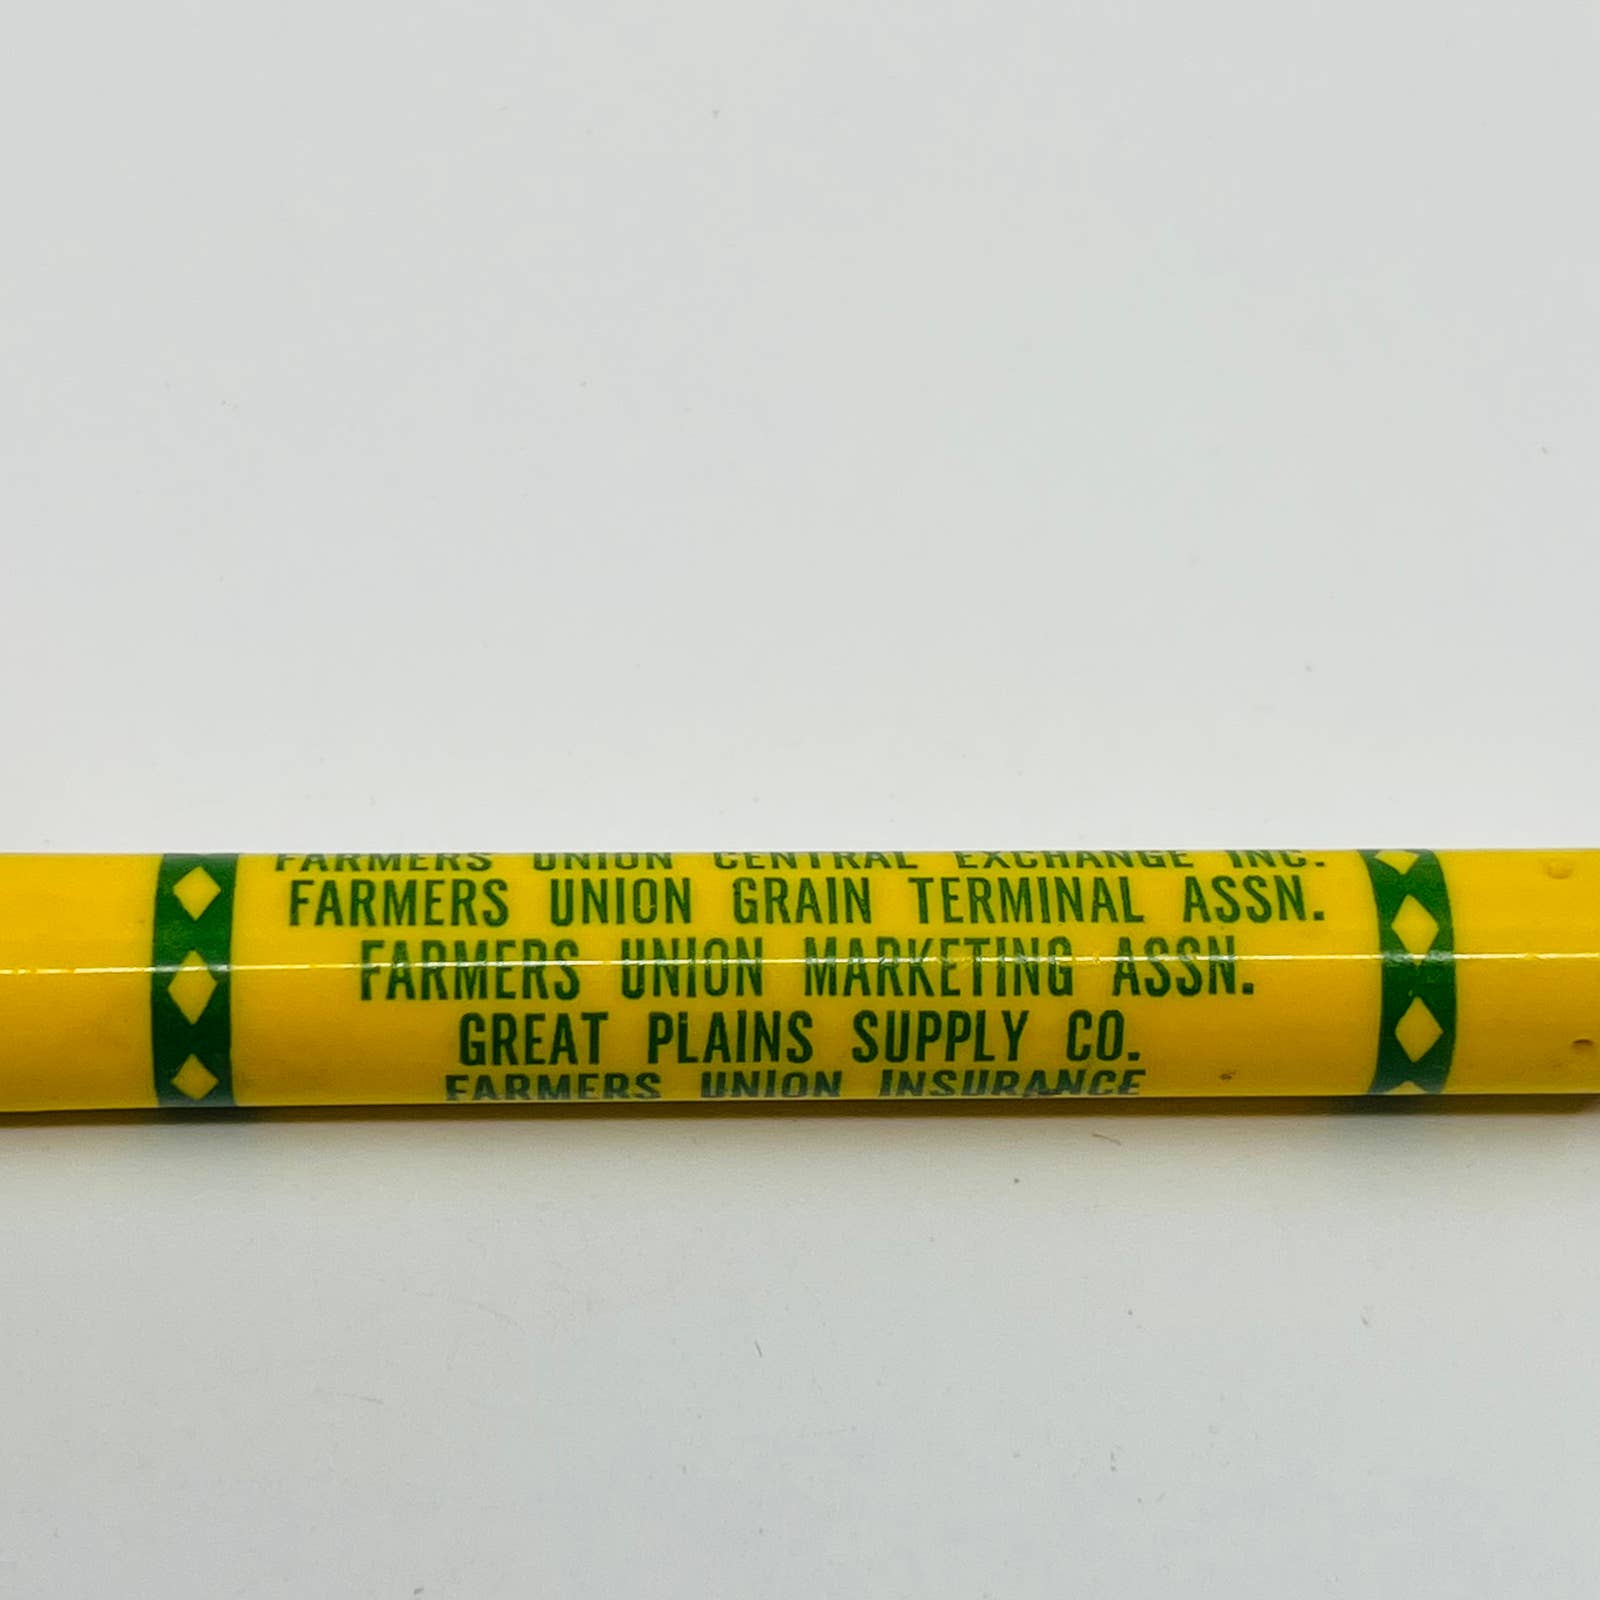 FARMERS UNION CENTRAL EXCHANGE INC.
FARMERS UNION GRAIN TERMINAL ASSN.
FARMERS UNION MARKETING ASSN.
GREAT PLAINS SUPPLY CO.
FARMERS UNION INSURANCE